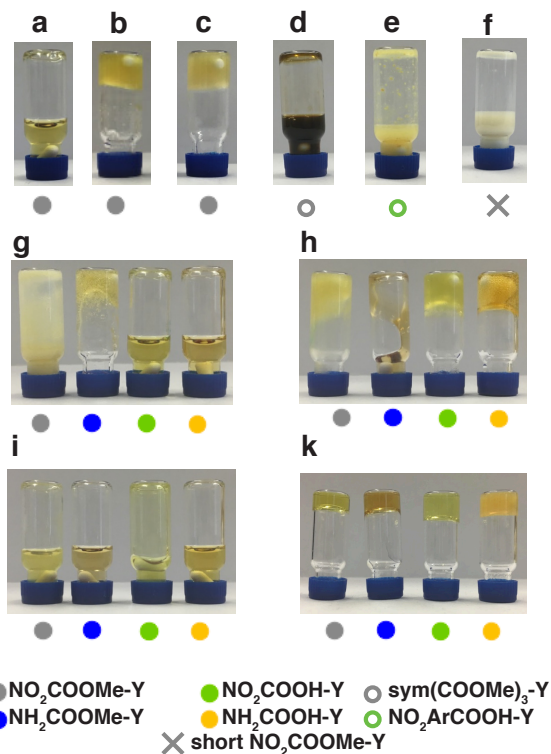 a b c d e f
g h
i k
NO₂COOMe-Y NO₂COOH-Y sym(COOMe)₃-Y
NH₂COOMe-Y NH₂COOH-Y NO₂ArCOOH-Y
short NO₂COOMe-Y